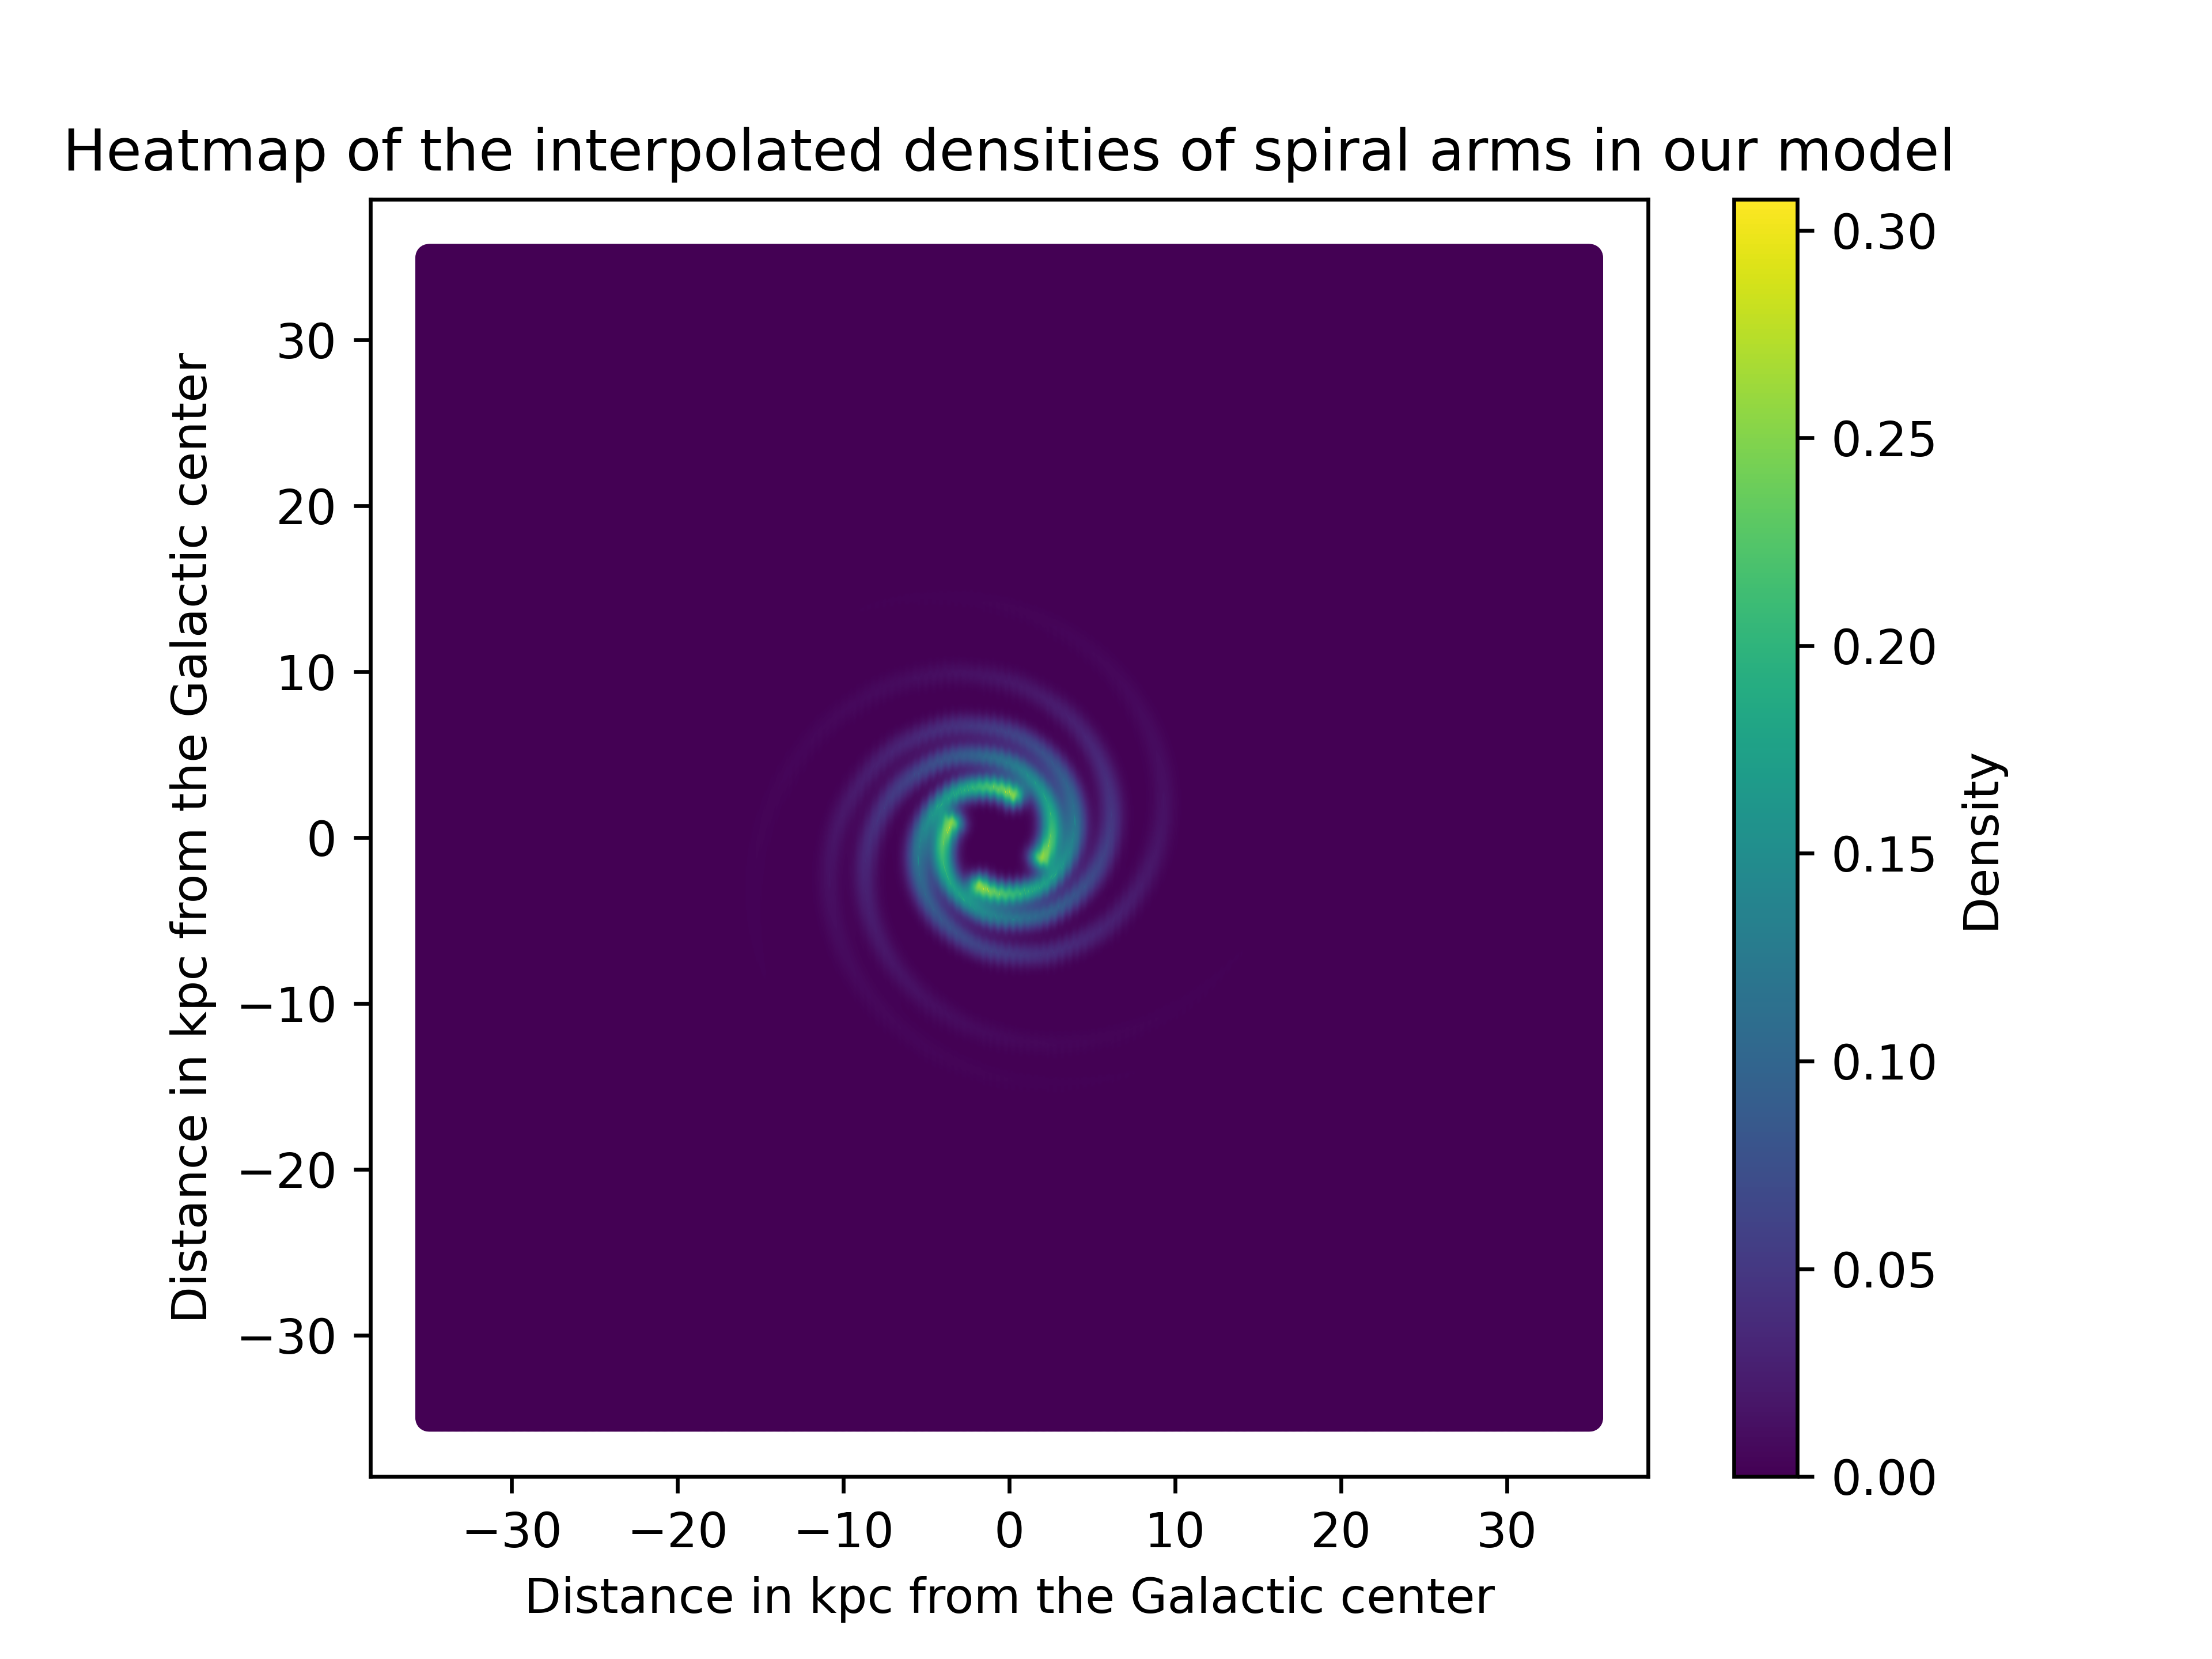 Heatmap of the interpolated densities of spiral arms in our model
Distance in kpc from the Galactic center
30
20
10
0
−10
−20
−30
−30 −20 −10 0 10 20 30
Distance in kpc from the Galactic center
0.30
0.25
0.20
0.15
0.10
0.05
0.00
Density